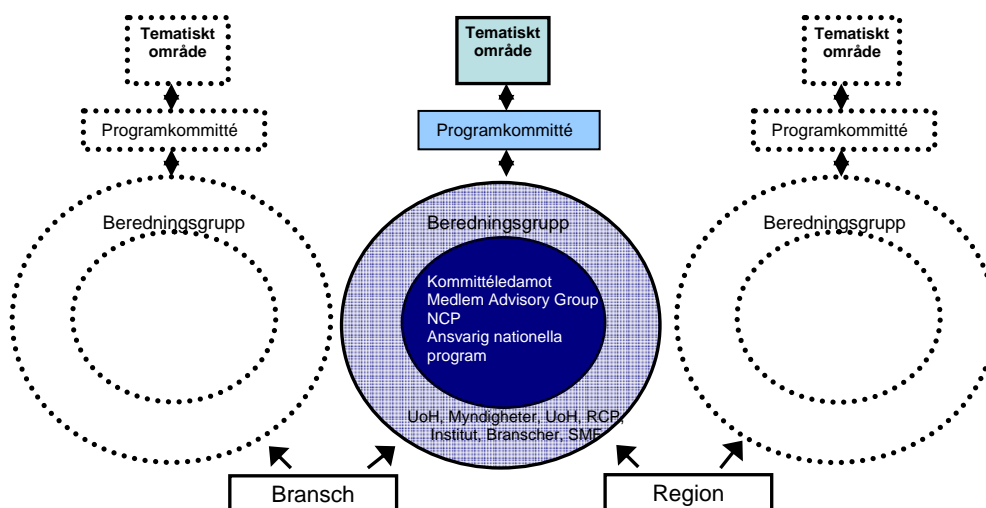 Tematiskt
område
Tematiskt
område
Tematiskt
område
Programkommitté
Programkommitté
Programkommitté
Beredningsgrupp
Beredningsgrupp
Beredningsgrupp
Kommittéledamot
Medlem Advisory Group
NCP
Ansvarig nationella
program
UoH, Myndigheter, UoH, RCP,
Institut, Branscher, SMF
Bransch
Region